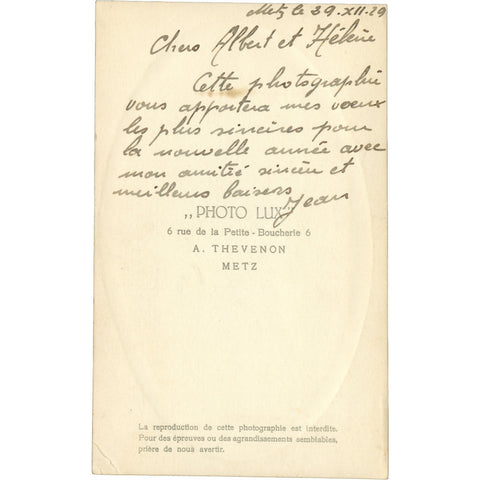 Metz le 29.XII.29
Chers Albert et Hélène
Cette photographie
vous apportera mes voeux
les plus sincères pour
la nouvelle année avec
mon amitié sincère et
meilleurs baisers
Jean
„PHOTO LUX”
6 rue de la Petite - Boucherie 6
A. THEVENON
METZ
La reproduction de cette photographie est interdite.
Pour des épreuves ou des agrandissements semblables,
prière de nous avertir.